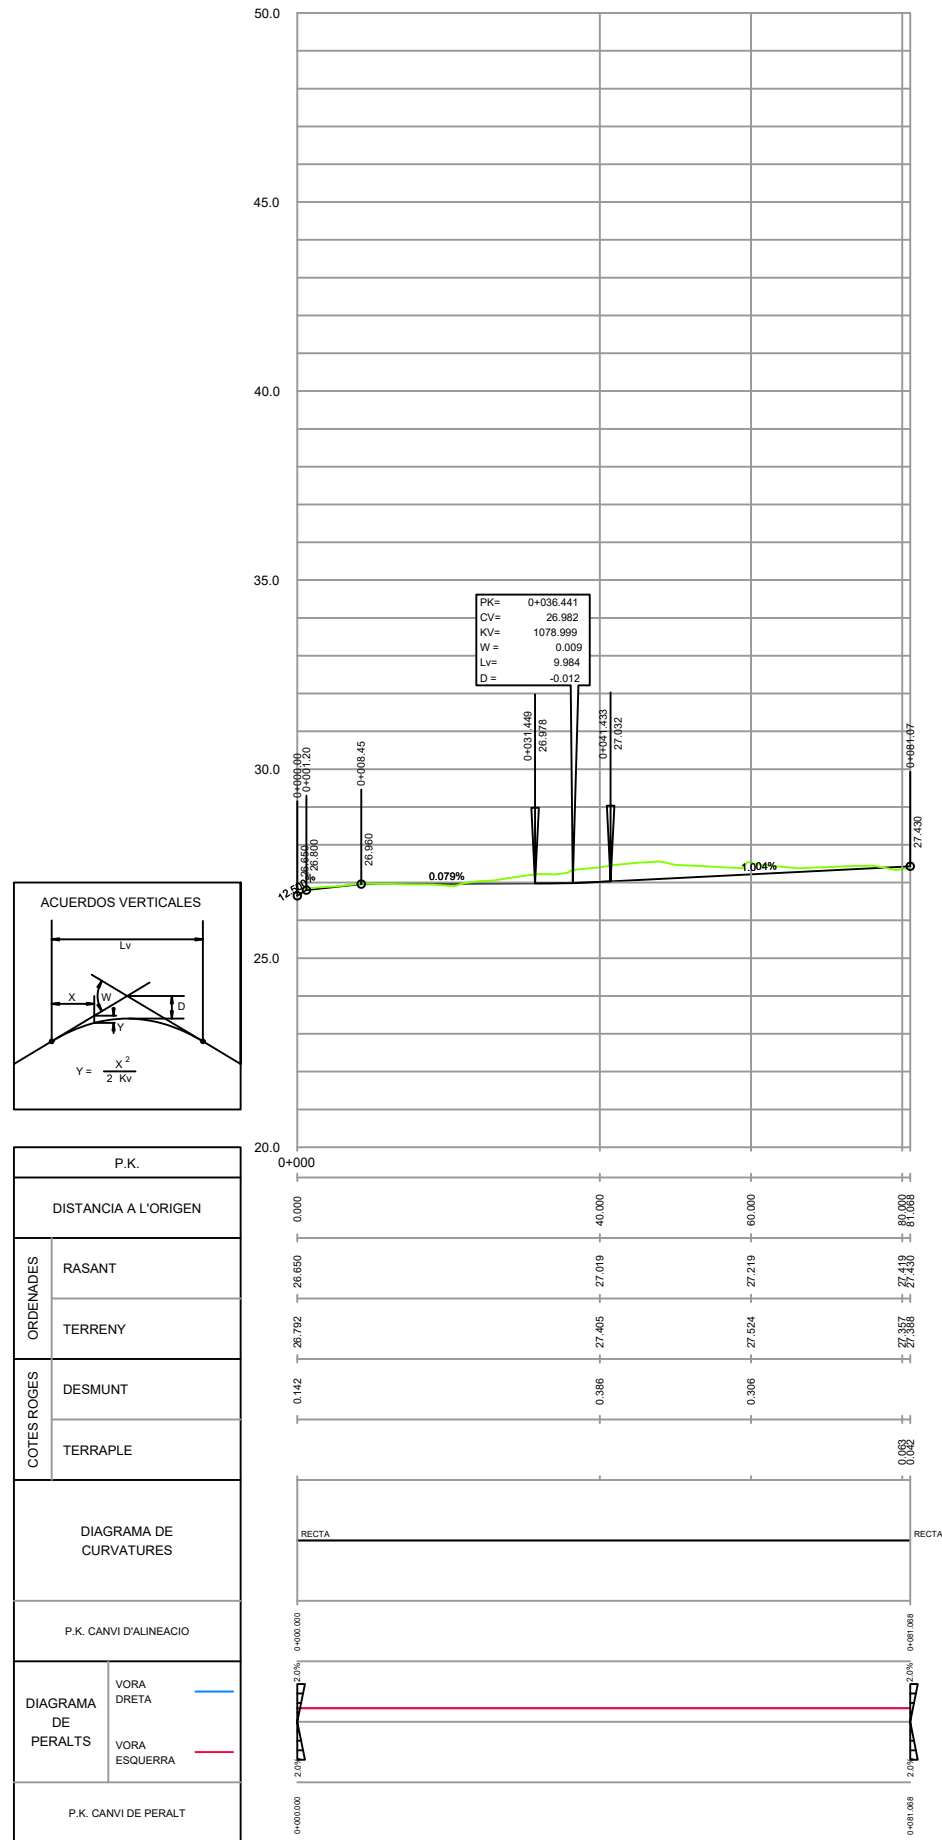 50.0
45.0
40.0
35.0
PK= 0+036.441
CV= 26.982
KV= 1078.999
W = 0.009
Lv= 9.984
D = -0.012
30.0
0+000.00
26.650
0+001.20
26.800
0+008.45
26.960
0+031.449
26.978
0+041.433
27.032
0+081.07
27.430
12.500%
0.079%
1.004%
25.0
20.0
ACUERDOS VERTICALES
Lv
X
W
D
Y
Y = X 2
2 Kv
P.K.
0+000
DISTANCIA A L'ORIGEN
0.000
40.000
60.000
80.000
81.068
ORDENADES
RASANT
26.650
27.019
27.219
27.419
27.430
TERRENY
26.792
27.405
27.524
27.357
27.388
COTES ROGES
DESMUNT
0.142
0.386
0.306
TERRAPLE
0.063
0.042
DIAGRAMA DE
CURVATURES
RECTA
RECTA
P.K. CANVI D'ALINEACIO
0+000.000
0+081.068
DIAGRAMA
DE
PERALTS
VORA
DRETA
VORA
ESQUERRA
2.0%
2.0%
2.0%
2.0%
P.K. CANVI DE PERALT
0+000.000
0+081.068